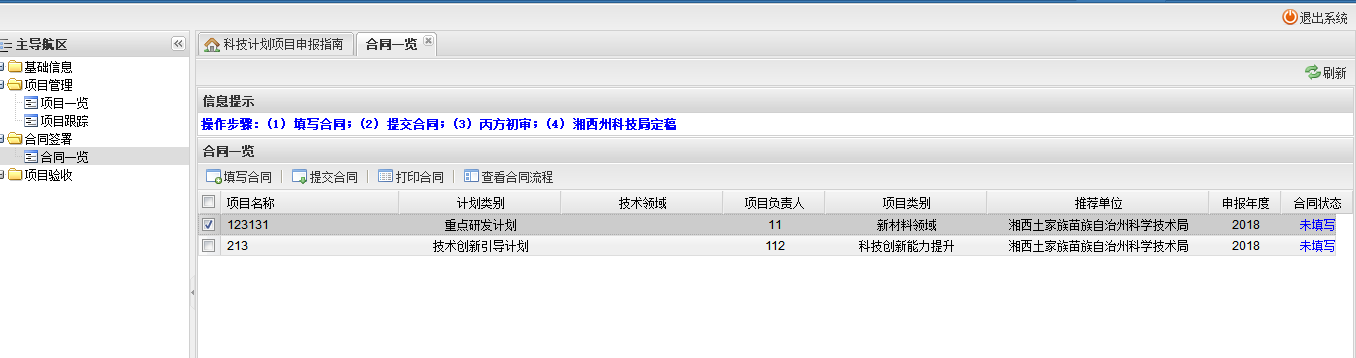 退出系统
主导航区
基础信息
项目管理
项目一览
项目跟踪
合同签署
合同一览
项目验收
科技计划项目申报指南 合同一览
刷新
信息提示
操作步骤：(1) 填写合同；(2) 提交合同；(3) 丙方初审；(4) 湘西州科技局定稿
合同一览
填写合同 提交合同 打印合同 查看合同流程
项目名称 计划类别 技术领域 项目负责人 项目类别 推荐单位 申报年度 合同状态
123131 重点研发计划 11 新材料领域 湘西土家族苗族自治州科学技术局 2018 未填写
213 技术创新引导计划 112 科技创新能力提升 湘西土家族苗族自治州科学技术局 2018 未填写